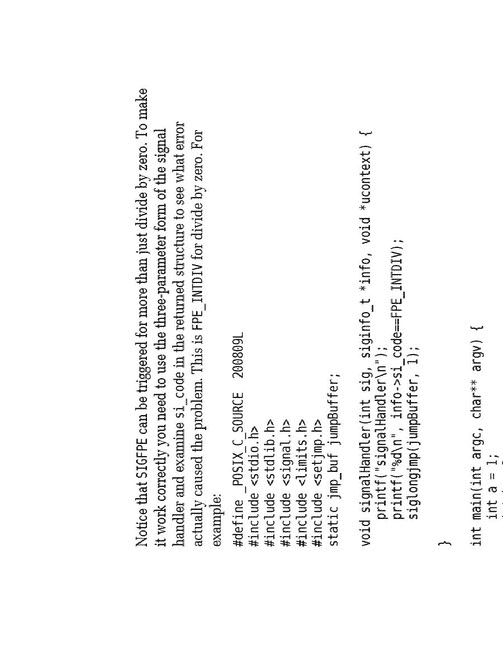 Notice that SIGFPE can be triggered for more than just divide by zero. To make
it work correctly you need to use the three-parameter form of the signal
handler and examine si_code in the returned structure to see what error
actually caused the problem. This is FPE_INTDIV for divide by zero. For
example:
#define _POSIX_C_SOURCE  200809L
#include <stdio.h>
#include <stdlib.h>
#include <signal.h>
#include <limits.h>
#include <setjmp.h>
static jmp_buf jumpBuffer;
void signalHandler(int sig, siginfo_t *info, void *ucontext) {
    printf("signalHandler\n");
    printf("%d\n", info->si_code==FPE_INTDIV);
    siglongjmp(jumpBuffer, 1);
}
int main(int argc, char** argv) {
    int a = 1;